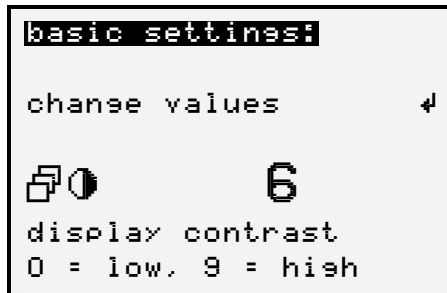 basic settings:
change values
6
display contrast
0 = low, 9 = high